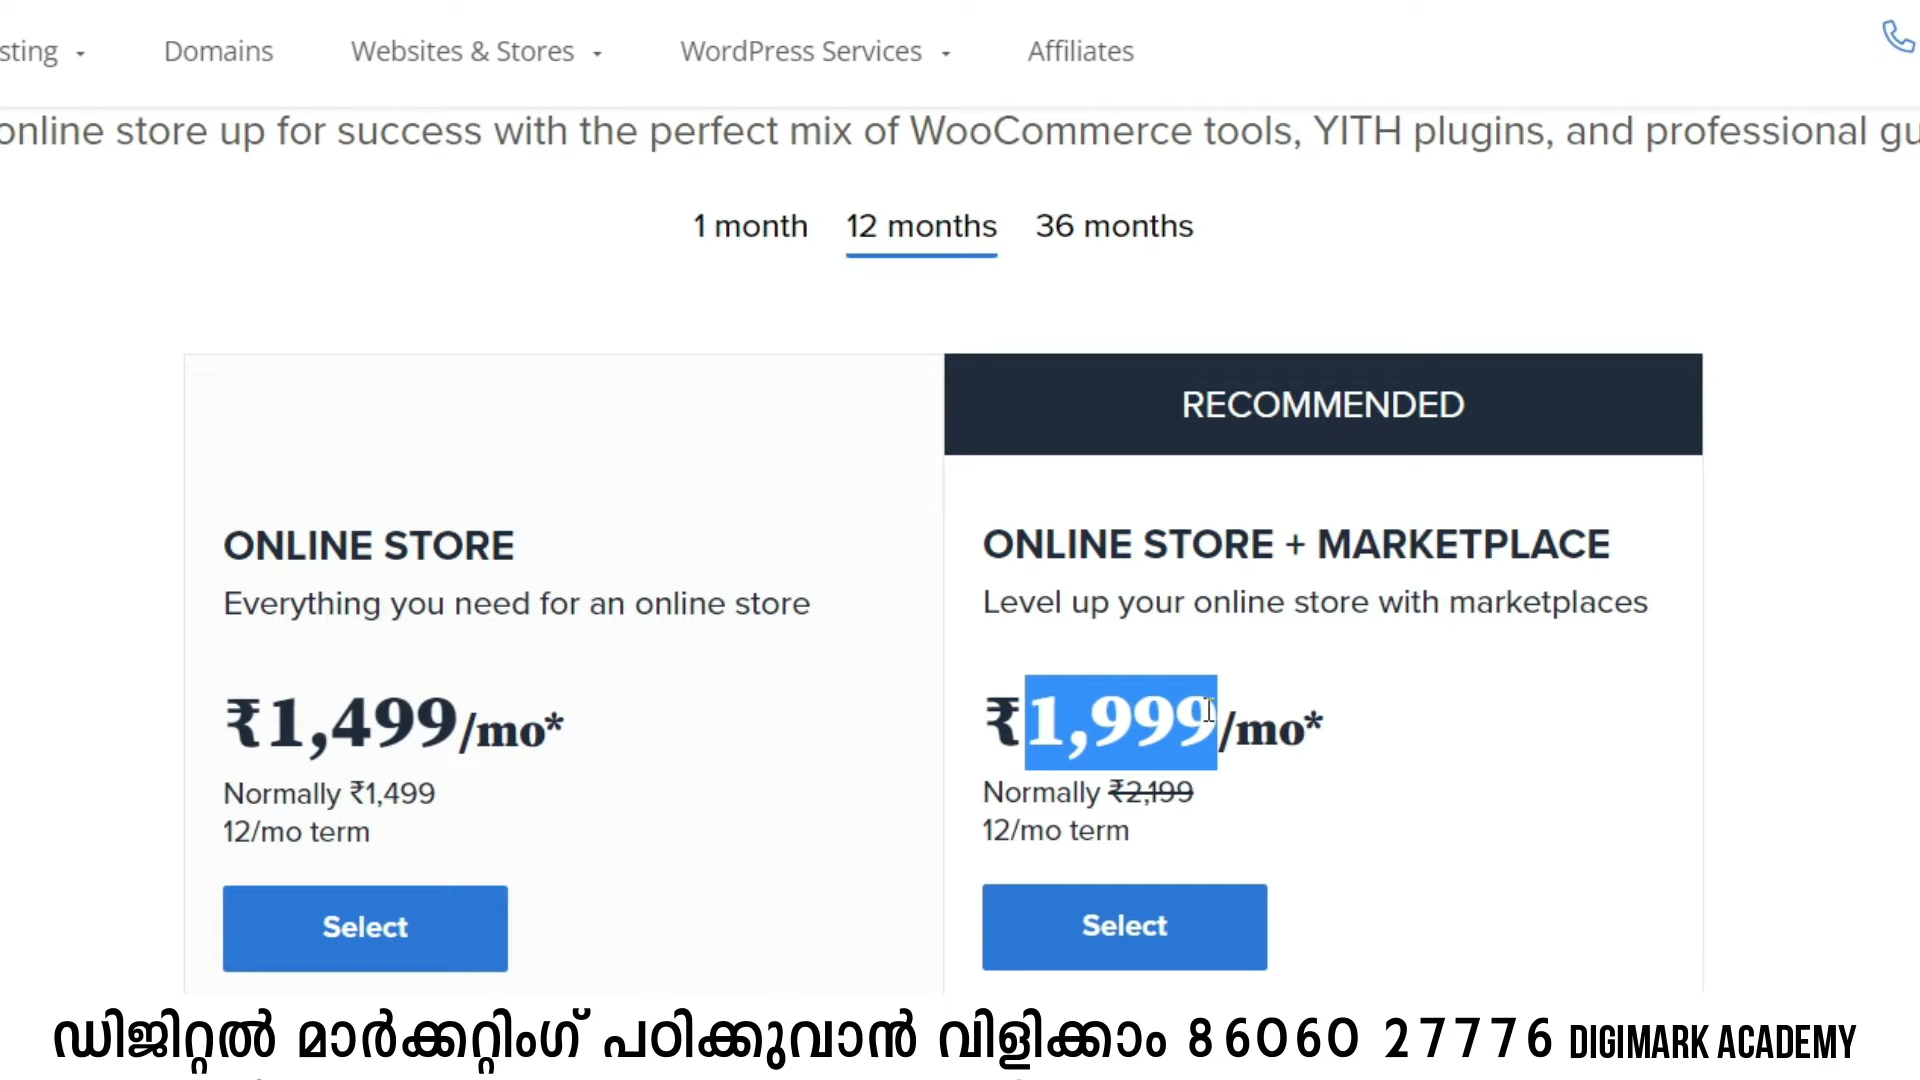 sting Domains Websites & Stores WordPress Services Affiliates
online store up for success with the perfect mix of WooCommerce tools, YITH plugins, and professional gu
1 month 12 months 36 months
RECOMMENDED
ONLINE STORE
Everything you need for an online store
₹1,499/mo*
Normally ₹1,499
12/mo term
Select
ONLINE STORE + MARKETPLACE
Level up your online store with marketplaces
₹1,999/mo*
Normally ₹2,199
12/mo term
Select
ഡിജിറ്റൽ മാർക്കറ്റിംഗ് പഠിക്കുവാൻ വിളിക്കാം 86060 27776 DIGIMARK ACADEMY